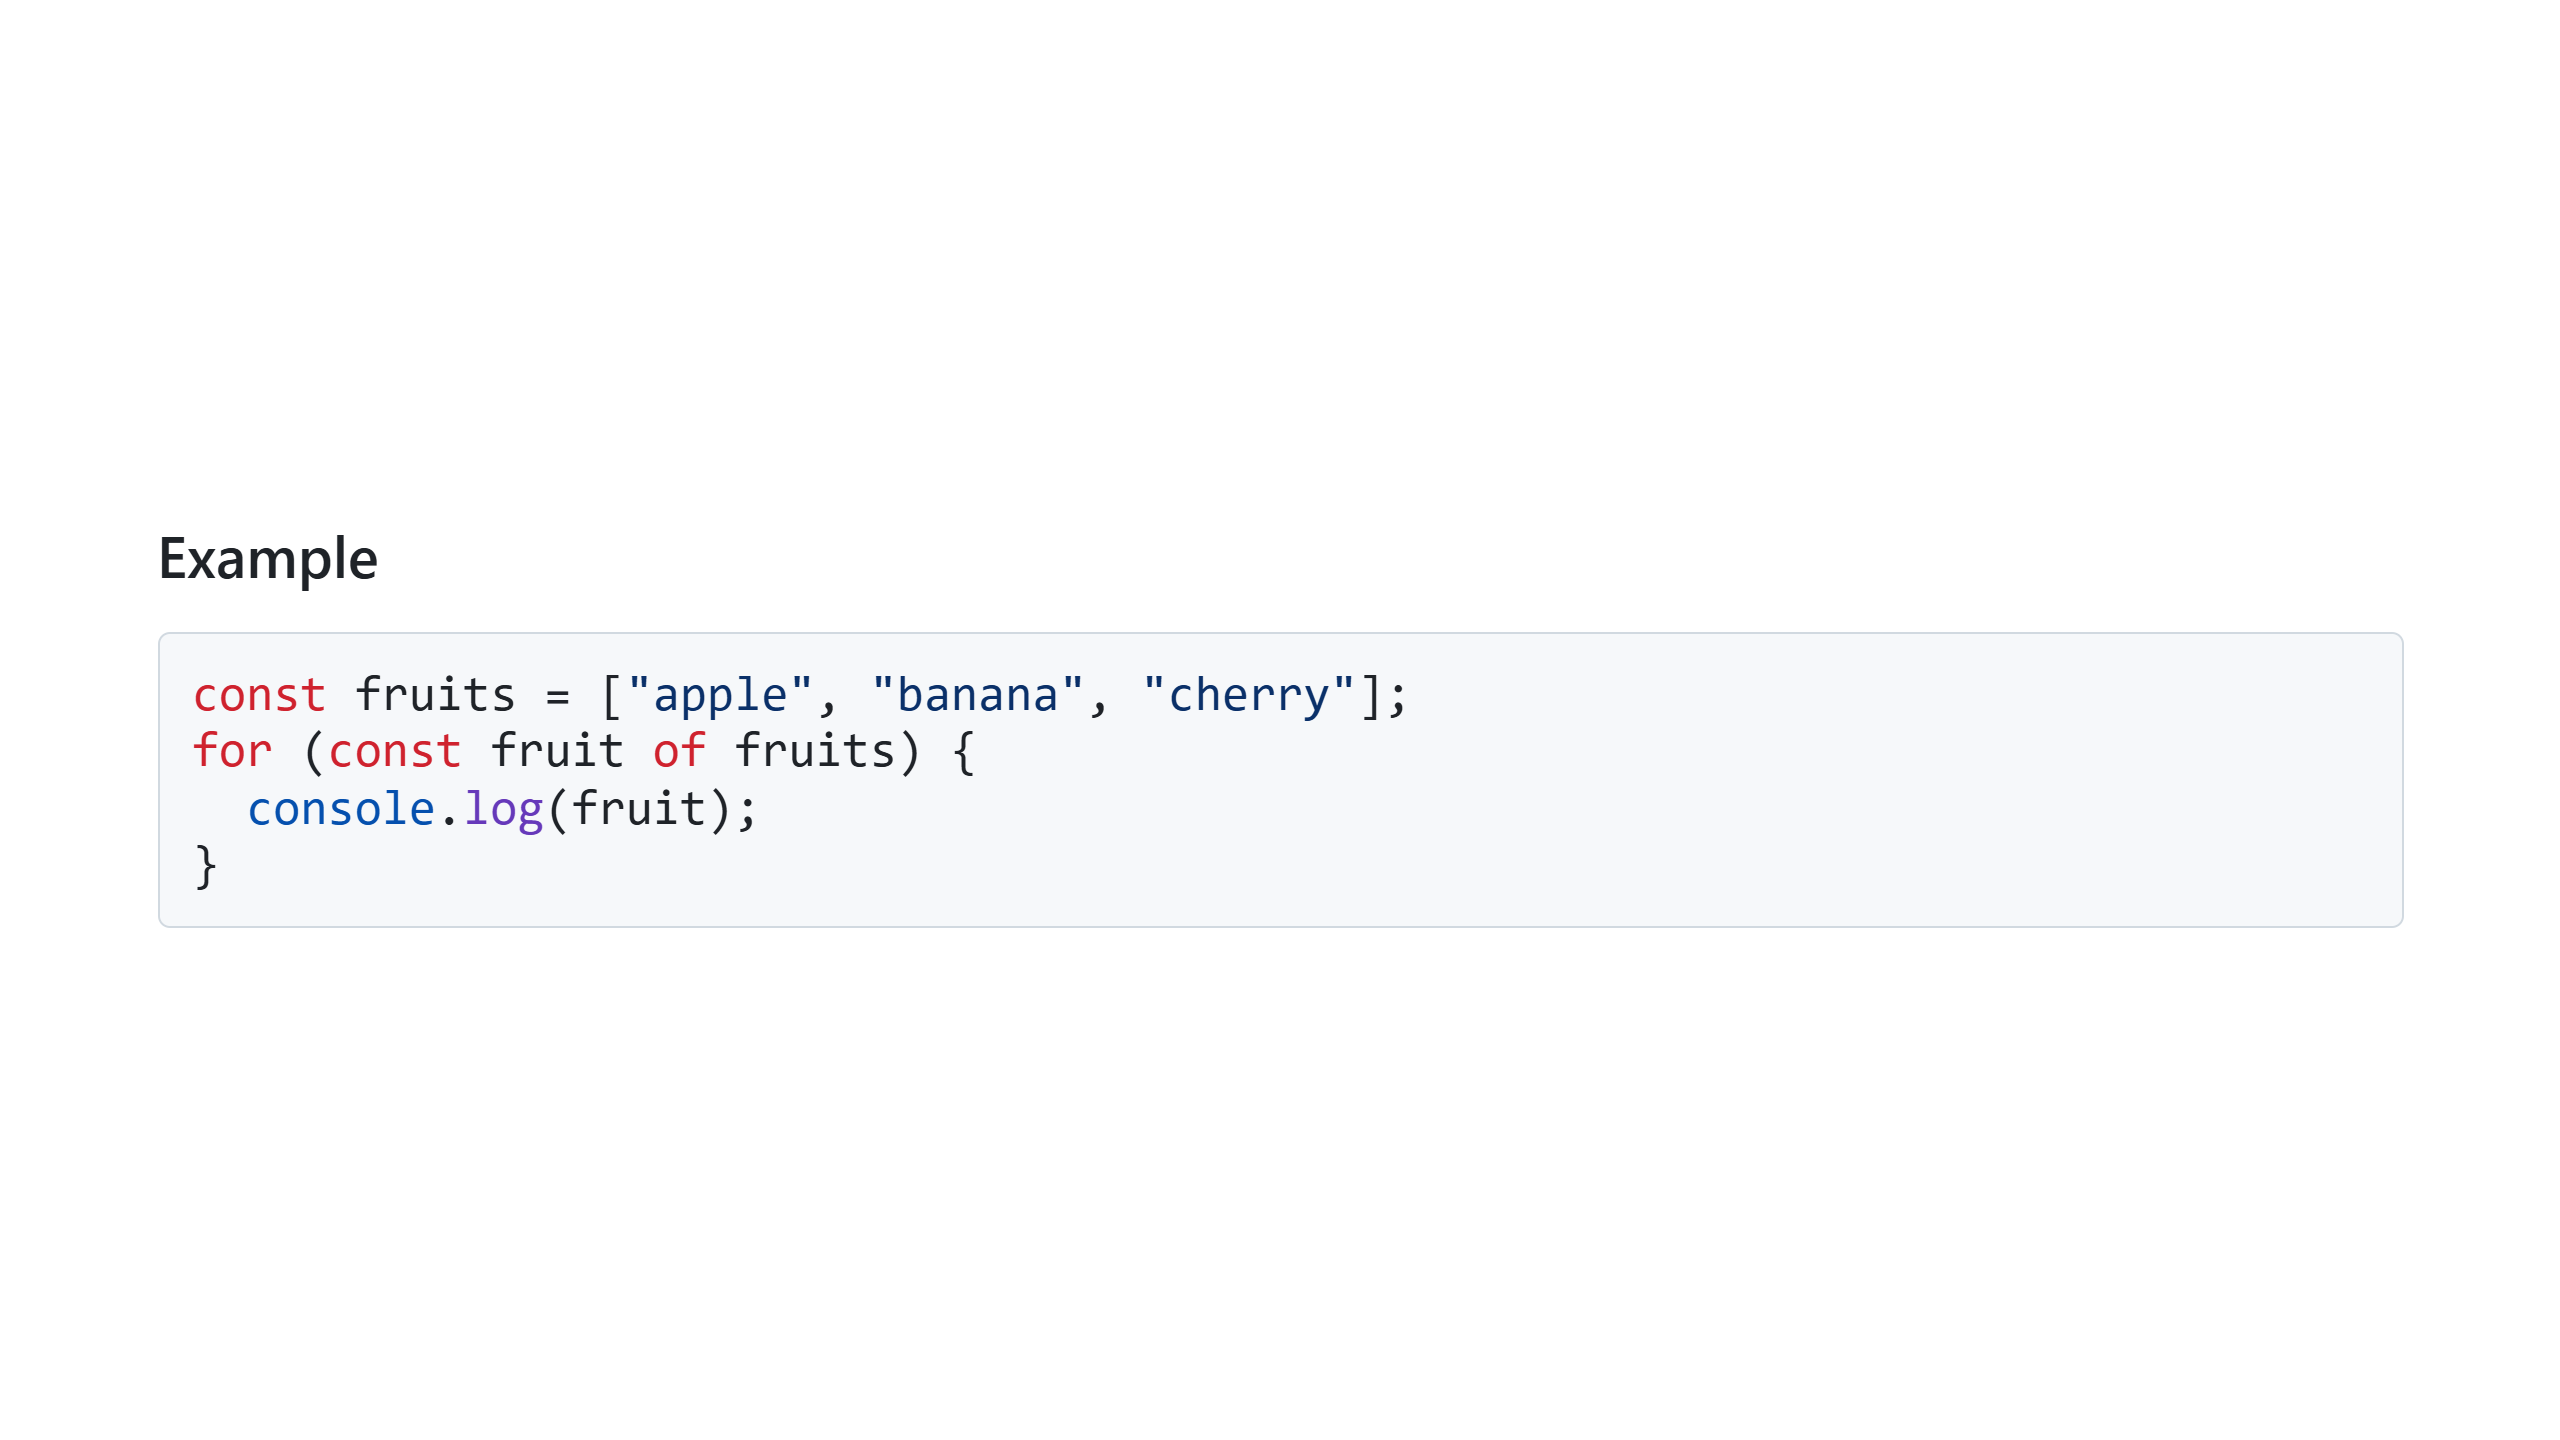 Example
const fruits = ["apple", "banana", "cherry"];
for (const fruit of fruits) {
  console.log(fruit);
}